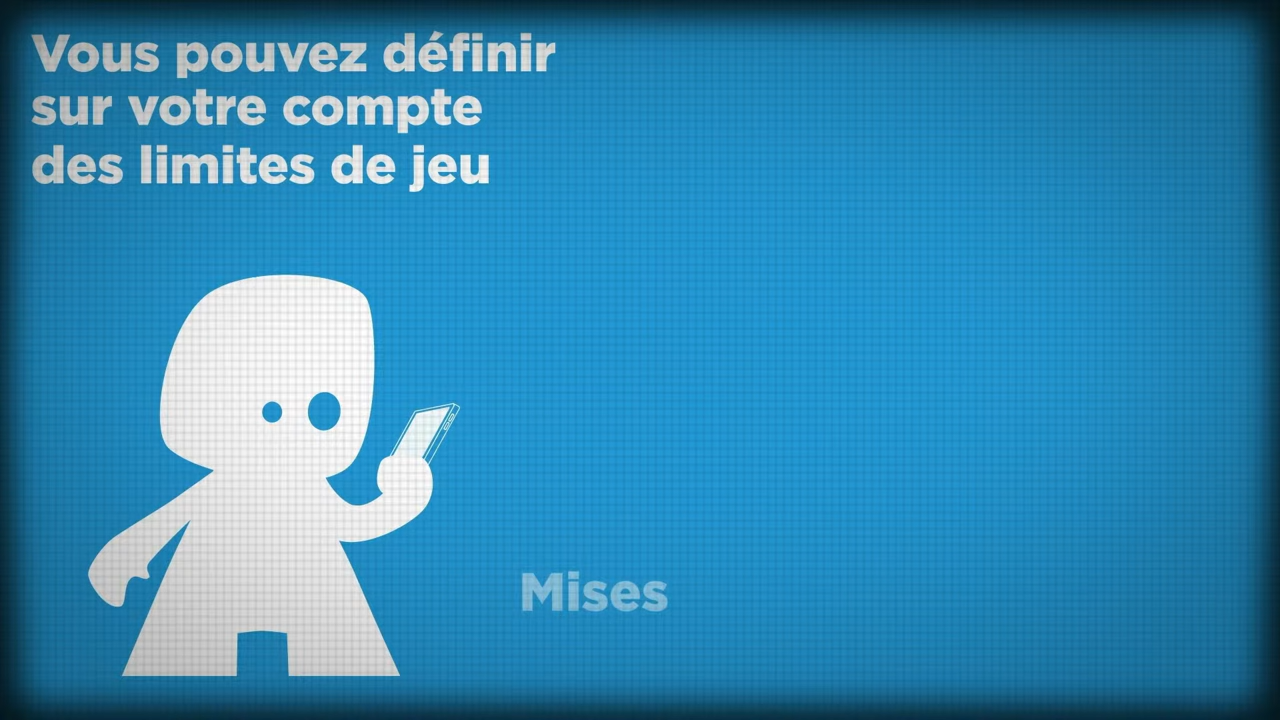 Vous pouvez définir
sur votre compte
des limites de jeu
Mises